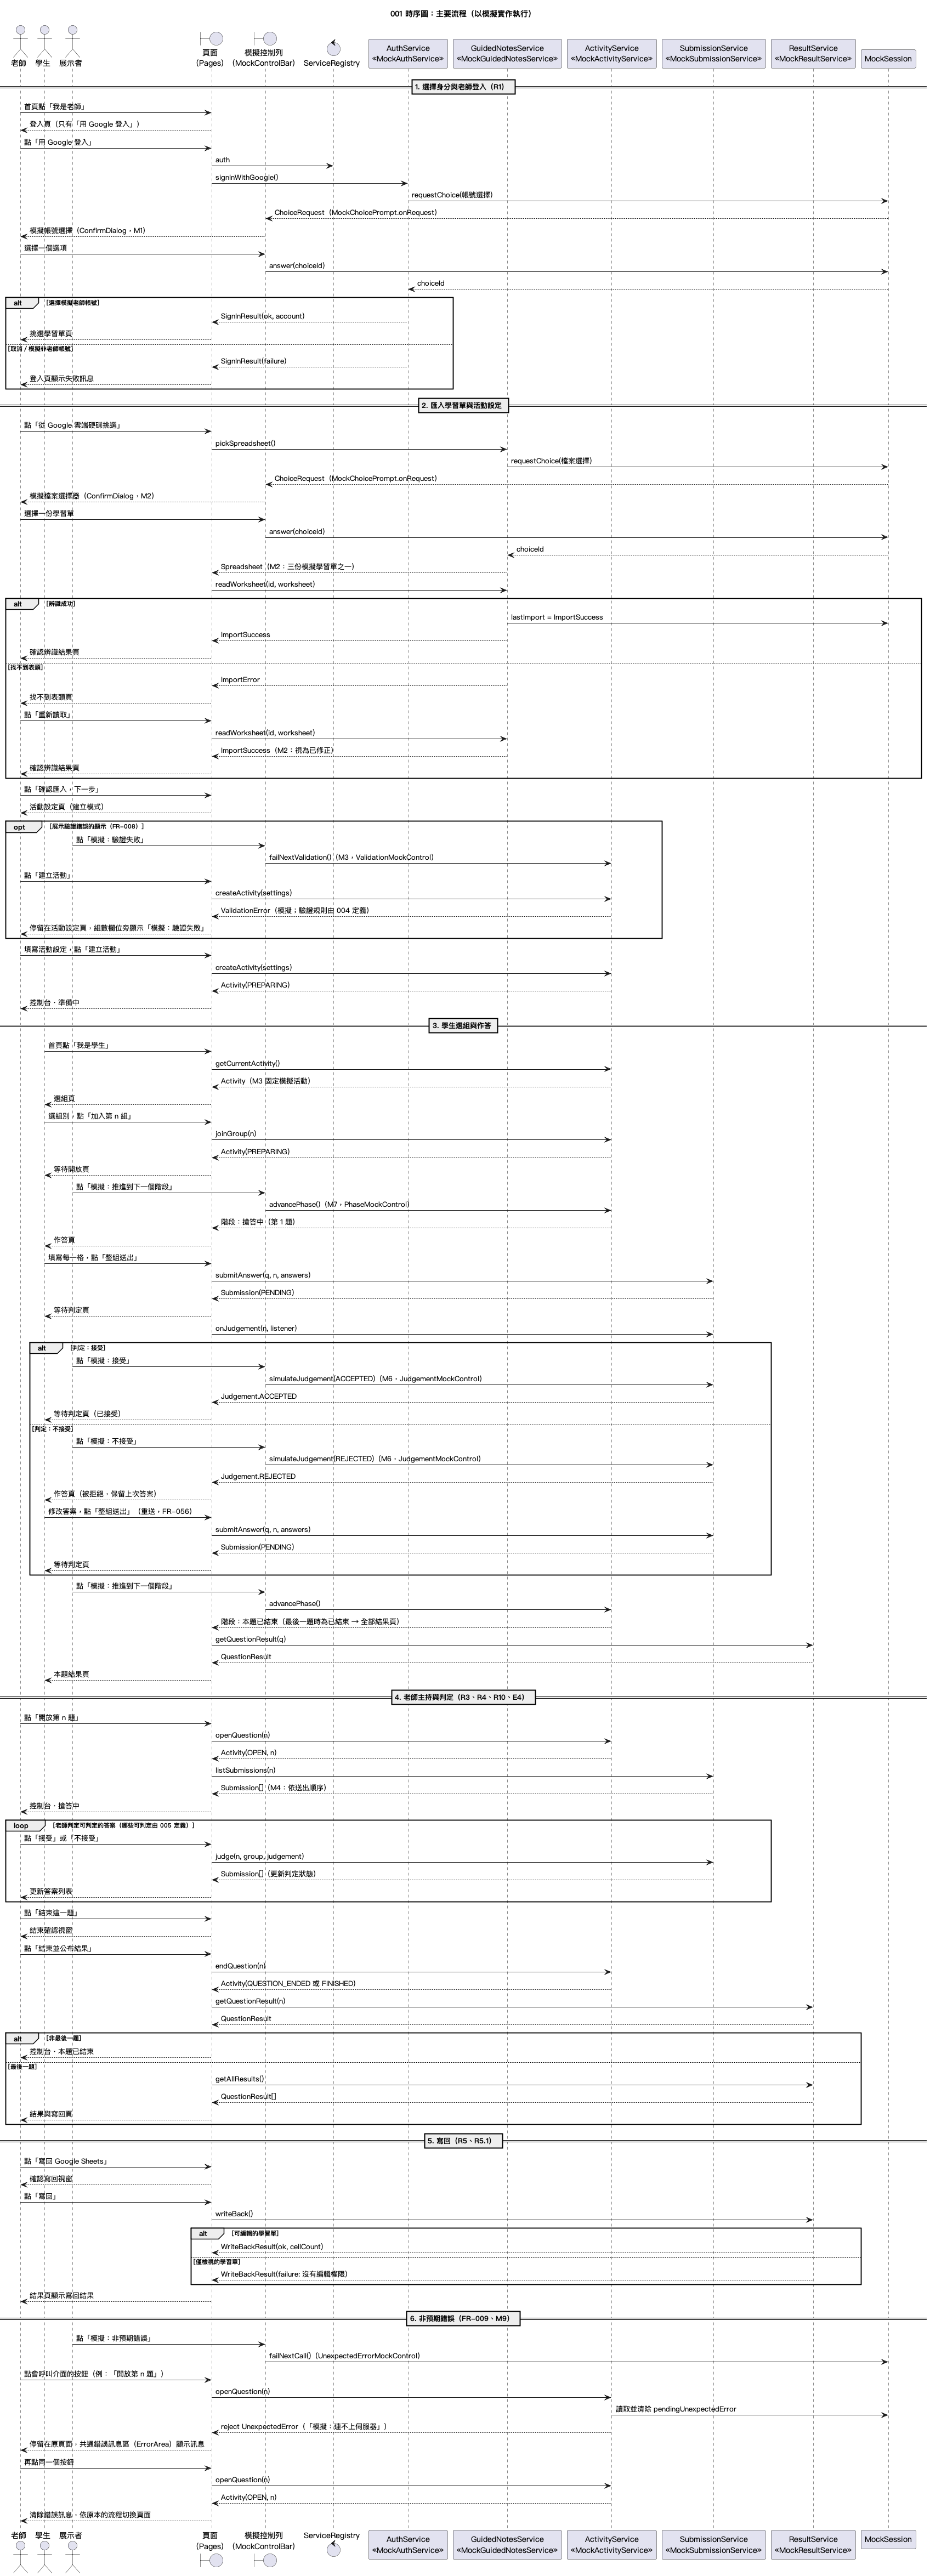 001 時序圖：主要流程（以模擬實作執行）
老師
學生
展示者
頁面
(Pages)
模擬控制列
(MockControlBar)
ServiceRegistry
AuthService
«MockAuthService»
GuidedNotesService
«MockGuidedNotesService»
ActivityService
«MockActivityService»
SubmissionService
«MockSubmissionService»
ResultService
«MockResultService»
MockSession
1. 選擇身分與老師登入（R1）
首頁點「我是老師」
登入頁（只有「用 Google 登入」）
點「用 Google 登入」
auth
signInWithGoogle()
requestChoice(帳號選擇)
ChoiceRequest（MockChoicePrompt.onRequest）
模擬帳號選擇（ConfirmDialog，M1）
選擇一個選項
answer(choiceId)
choiceId
alt [選擇模擬老師帳號]
SignInResult(ok, account)
挑選學習單頁
[取消 / 模擬非老師帳號]
SignInResult(failure)
登入頁顯示失敗訊息
2. 匯入學習單與活動設定
點「從 Google 雲端硬碟挑選」
pickSpreadsheet()
requestChoice(檔案選擇)
ChoiceRequest（MockChoicePrompt.onRequest）
模擬檔案選擇器（ConfirmDialog，M2）
選擇一份學習單
answer(choiceId)
choiceId
Spreadsheet（M2：三份模擬學習單之一）
readWorksheet(id, worksheet)
alt [辨識成功]
lastImport = ImportSuccess
ImportSuccess
確認辨識結果頁
[找不到表頭]
ImportError
找不到表頭頁
點「重新讀取」
readWorksheet(id, worksheet)
ImportSuccess（M2：視為已修正）
確認辨識結果頁
點「確認匯入，下一步」
活動設定頁（建立模式）
opt [展示驗證錯誤的顯示（FR-008）]
點「模擬：驗證失敗」
failNextValidation()（M3，ValidationMockControl）
點「建立活動」
createActivity(settings)
ValidationError（模擬；驗證規則由 004 定義）
停留在活動設定頁，組數欄位旁顯示「模擬：驗證失敗」
填寫活動設定，點「建立活動」
createActivity(settings)
Activity(PREPARING)
控制台．準備中
3. 學生選組與作答
首頁點「我是學生」
getCurrentActivity()
Activity（M3 固定模擬活動）
選組頁
選組別，點「加入第 n 組」
joinGroup(n)
Activity(PREPARING)
等待開放頁
點「模擬：推進到下一個階段」
advancePhase()（M7，PhaseMockControl）
階段：搶答中（第 1 題）
作答頁
填寫每一格，點「整組送出」
submitAnswer(q, n, answers)
Submission(PENDING)
等待判定頁
onJudgement(n, listener)
alt [判定：接受]
點「模擬：接受」
simulateJudgement(ACCEPTED)（M6，JudgementMockControl）
Judgement.ACCEPTED
等待判定頁（已接受）
[判定：不接受]
點「模擬：不接受」
simulateJudgement(REJECTED)（M6，JudgementMockControl）
Judgement.REJECTED
作答頁（被拒絕，保留上次答案）
修改答案，點「整組送出」（重送，FR-056）
submitAnswer(q, n, answers)
Submission(PENDING)
等待判定頁
點「模擬：推進到下一個階段」
advancePhase()
階段：本題已結束（最後一題時為已結束 → 全部結果頁）
getQuestionResult(q)
QuestionResult
本題結果頁
4. 老師主持與判定（R3、R4、R10、E4）
點「開放第 n 題」
openQuestion(n)
Activity(OPEN, n)
listSubmissions(n)
Submission[]（M4：依送出順序）
控制台．搶答中
loop [老師判定可判定的答案（哪些可判定由 005 定義）]
點「接受」或「不接受」
judge(n, group, judgement)
Submission[]（更新判定狀態）
更新答案列表
點「結束這一題」
結束確認視窗
點「結束並公布結果」
endQuestion(n)
Activity(QUESTION_ENDED 或 FINISHED)
getQuestionResult(n)
QuestionResult
alt [非最後一題]
控制台．本題已結束
[最後一題]
getAllResults()
QuestionResult[]
結果與寫回頁
5. 寫回（R5、R5.1）
點「寫回 Google Sheets」
確認寫回視窗
點「寫回」
writeBack()
alt [可編輯的學習單]
WriteBackResult(ok, cellCount)
[僅檢視的學習單]
WriteBackResult(failure: 沒有編輯權限)
結果頁顯示寫回結果
6. 非預期錯誤（FR-009、M9）
點「模擬：非預期錯誤」
failNextCall()（UnexpectedErrorMockControl）
點會呼叫介面的按鈕（例：「開放第 n 題」）
openQuestion(n)
讀取並清除 pendingUnexpectedError
reject UnexpectedError（「模擬：連不上伺服器」）
停留在原頁面，共通錯誤訊息區（ErrorArea）顯示訊息
再點同一個按鈕
openQuestion(n)
Activity(OPEN, n)
清除錯誤訊息，依原本的流程切換頁面
老師
學生
展示者
頁面
(Pages)
模擬控制列
(MockControlBar)
ServiceRegistry
AuthService
«MockAuthService»
GuidedNotesService
«MockGuidedNotesService»
ActivityService
«MockActivityService»
SubmissionService
«MockSubmissionService»
ResultService
«MockResultService»
MockSession